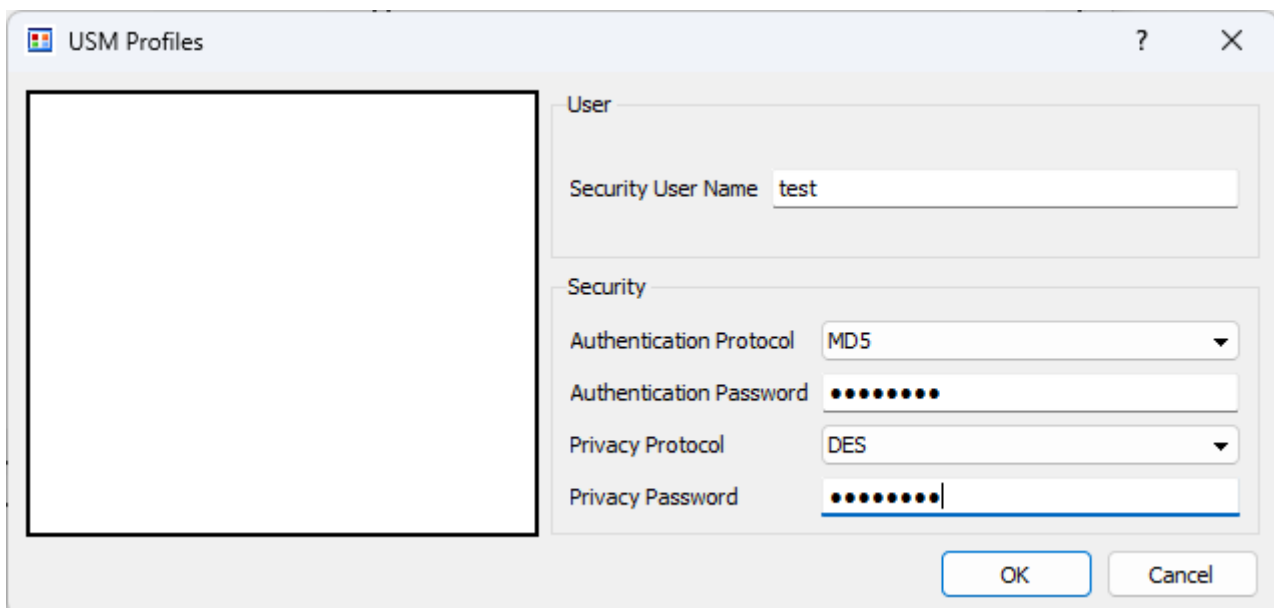 USM Profiles
?
User
Security User Name test
Security
Authentication Protocol MD5
Authentication Password ••••••••
Privacy Protocol DES
Privacy Password ••••••••
OK Cancel